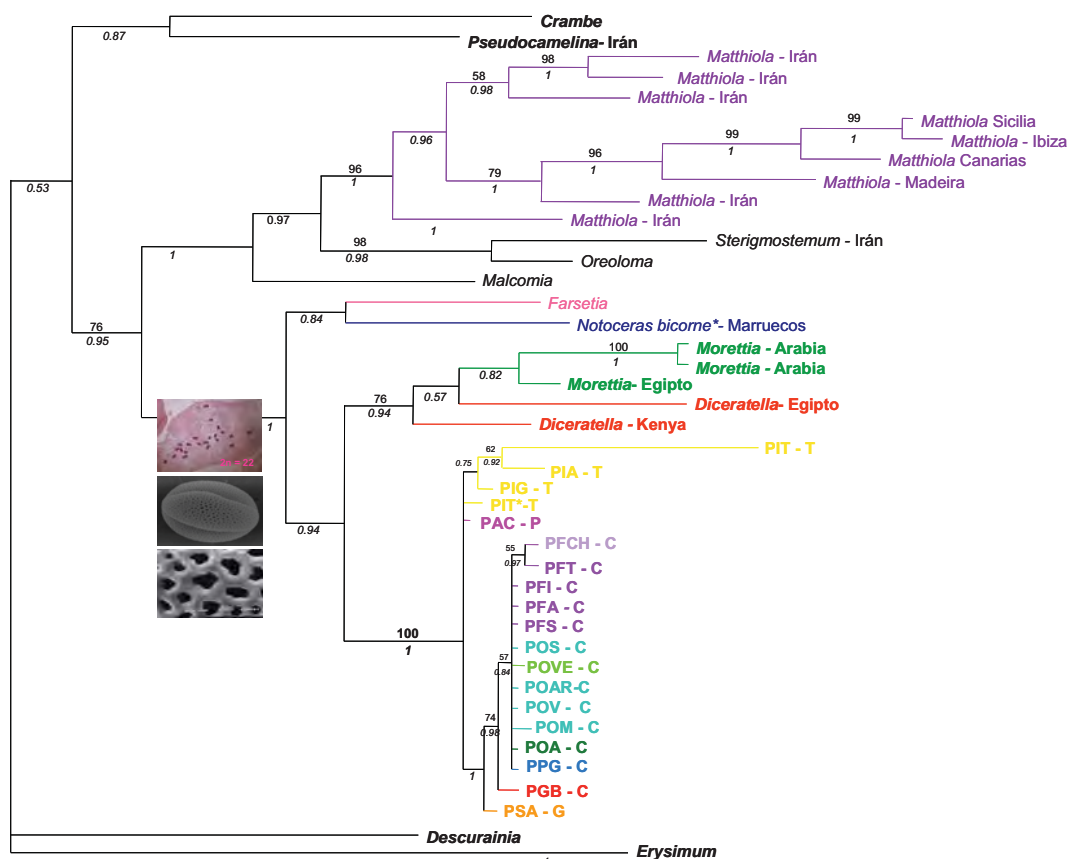 Crambe
0.87
Pseudocamelina- Irán
Matthiola - Irán
98
1
Matthiola - Irán
58
0.98
Matthiola - Irán
Matthiola Sicilia
99
1
Matthiola - Ibiza
99
1
0.96
Matthiola Canarias
96
1
Matthiola - Madeira
79
1
96
1
0.53
Matthiola - Irán
Matthiola - Irán
0.97
1
Sterigmostemum - Irán
98
0.98
1
Oreoloma
Malcomia
Farsetia
0.84
Notoceras bicorne*- Marruecos
76
0.95
100
1
Morettia - Arabia
Morettia - Arabia
0.82
Morettia- Egipto
0.57
76
0.94
Diceratella- Egipto
Diceratella - Kenya
1
62
0.92
PIT - T
0.75
PIA - T
PIG - T
PIT*-T
PAC - P
0.94
55
0.97
PFCH - C
PFT - C
PFI - C
PFA - C
PFS - C
100
1
POS - C
57
0.84
POVE - C
POAR-C
POV - C
74
0.98
POM - C
POA - C
PPG - C
1
PGB - C
PSA - G
Descurainia
Erysimum